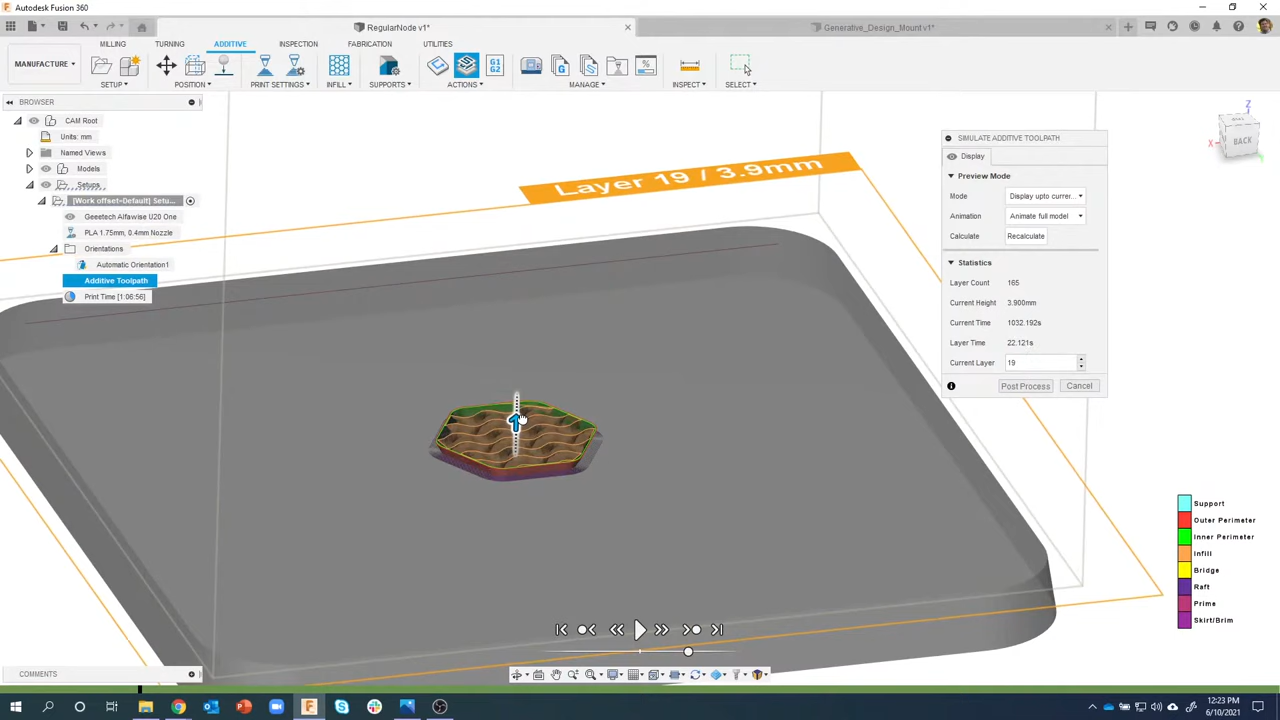 Autodesk Fusion 360
RegularNode v1*
Generative_Design_Mount v1*
MILLING
TURNING
ADDITIVE
INSPECTION
FABRICATION
UTILITIES
MANUFACTURE
G1
G2
SETUP
POSITION
PRINT SETTINGS
INFILL
SUPPORTS
ACTIONS
MANAGE
INSPECT
SELECT
BROWSER
CAM Root
Units: mm
Named Views
Models
Setups
[Work offset=Default] Setu...
Geeetech Alfawise U20 One
PLA 1.75mm, 0.4mm Nozzle
Orientations
Automatic Orientation1
Additive Toolpath
Print Time [1:06:56]
Layer 19 / 3.9mm
Z
X
BACK
SIMULATE ADDITIVE TOOLPATH
Display
Preview Mode
Mode Display upto curren...
Animation Animate full model
Calculate Recalculate
Statistics
Layer Count 165
Current Height 3.900mm
Current Time 1032.192s
Layer Time 22.121s
Current Layer 19
Post Process Cancel
Support
Outer Perimeter
Inner Perimeter
Infill
Bridge
Raft
Prime
Skirt/Brim
COMMENTS
12:23 PM
6/10/2021